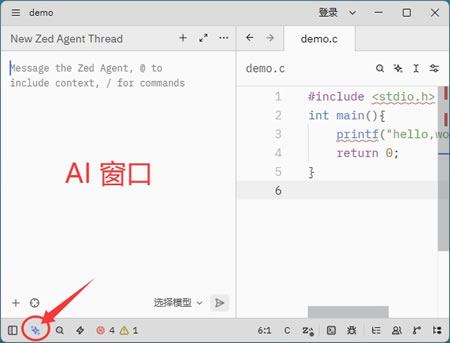 demo
登录
New Zed Agent Thread
demo.c
Message the Zed Agent, @ to
include context, / for commands
demo.c
1 #include <stdio.h>
2 int main(){
3 printf("hello,wo
4 return 0;
5 }
6
AI 窗口
选择模型
4 1 6:1 C